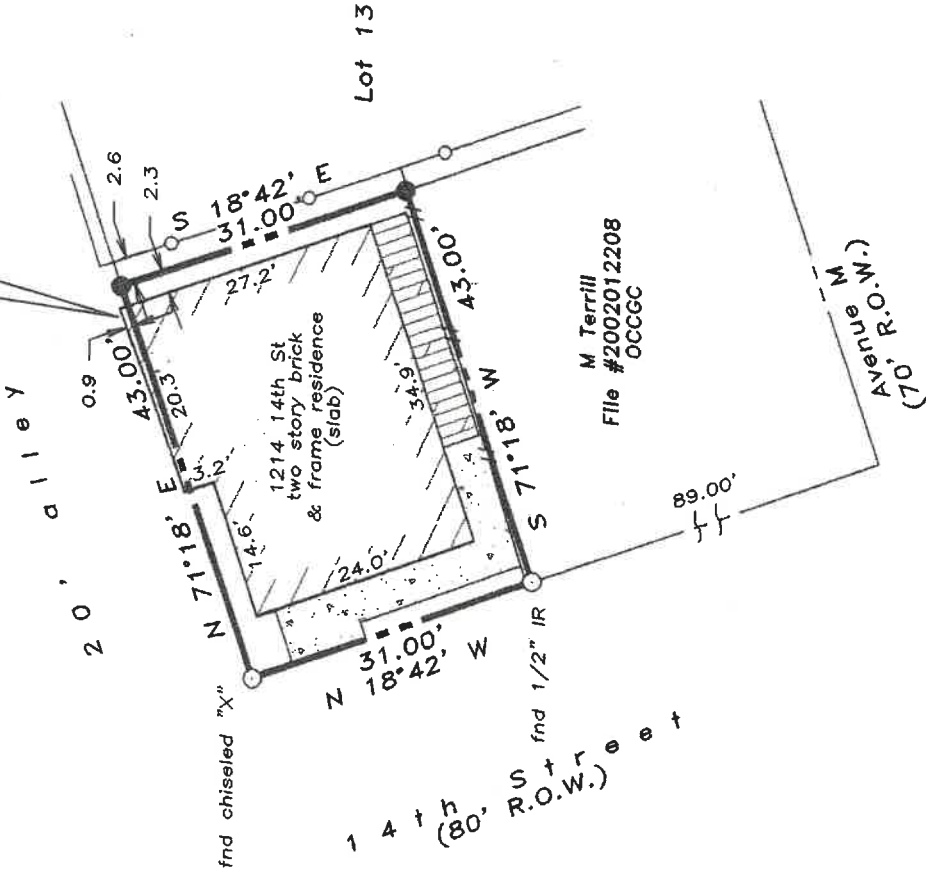 Lot 13
20' alley
2.6
2.3
0.9
S 18°42' E
31.00'
43.00'
20.3'
27.2'
N 71°18' E
3.2'
14.6'
1214 14th St
two story brick
& frame residence
(slab)
34.9'
43.00'
S 71°18' W
24.0'
31.00'
N 18°42' W
fnd chiseled "X"
fnd 1/2" IR
M Terrill
File #2002012208
OCCGC
89.00'
Avenue M
(70' R.O.W.)
14th Street
(80' R.O.W.)